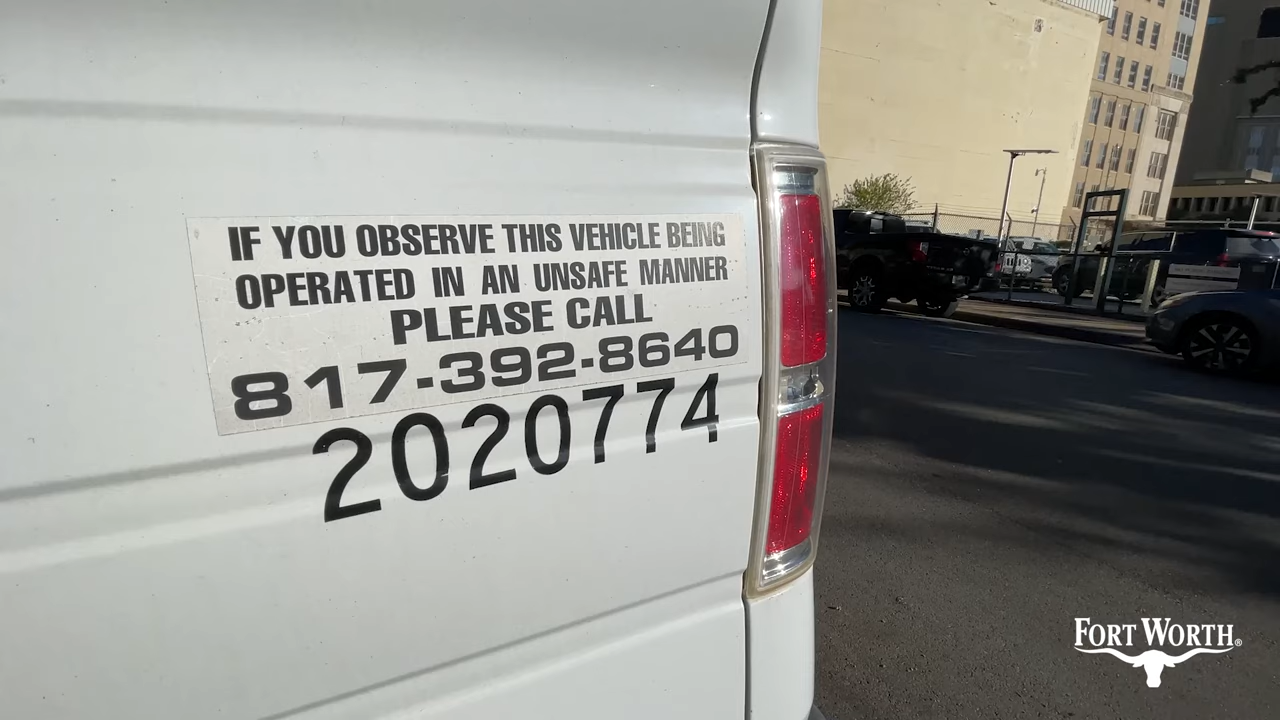 IF YOU OBSERVE THIS VEHICLE BEING
OPERATED IN AN UNSAFE MANNER
PLEASE CALL
817-392-8640
2020774
FORT WORTH®